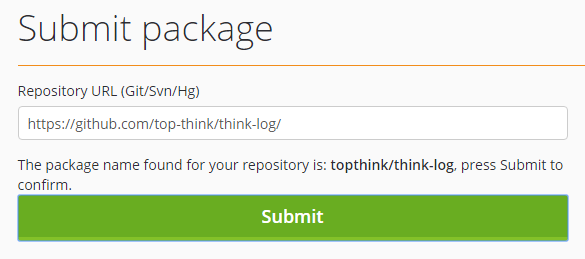 Submit package
Repository URL (Git/Svn/Hg)
https://github.com/top-think/think-log/
The package name found for your repository is: topthink/think-log, press Submit to
confirm.
Submit